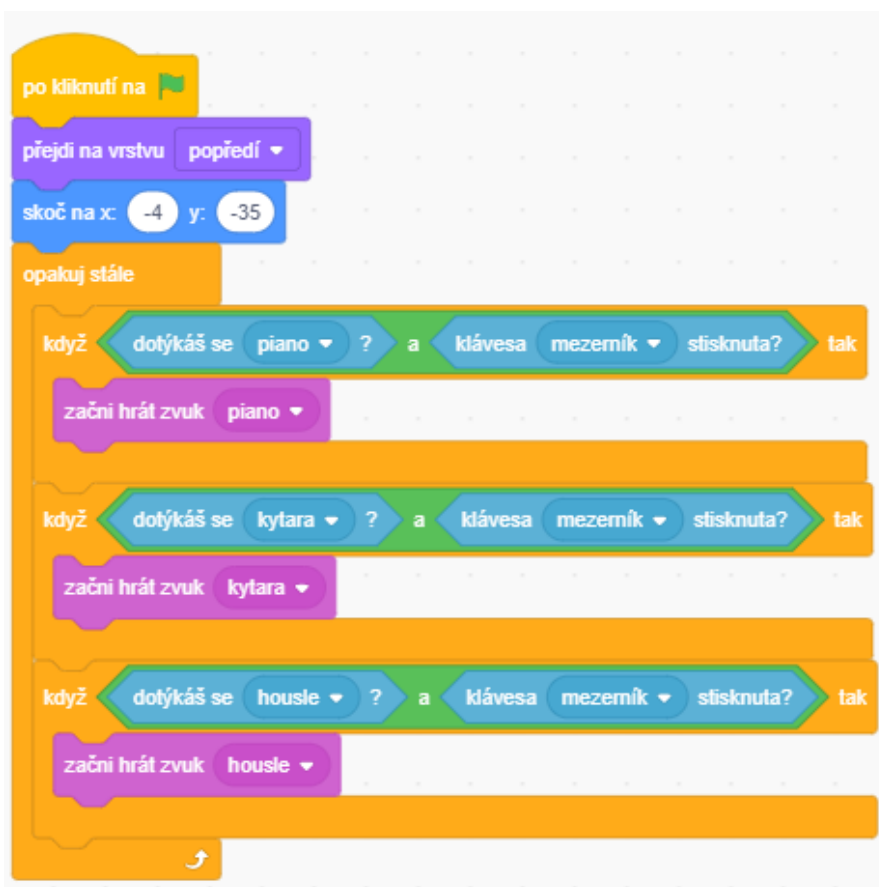 po kliknutí na
přejdi na vrstvu popředí
skoč na x: -4 y: -35
opakuj stále
když dotýkáš se piano ? a klávesa mezerník stisknuta? tak
začni hrát zvuk piano
když dotýkáš se kytara ? a klávesa mezerník stisknuta? tak
začni hrát zvuk kytara
když dotýkáš se housle ? a klávesa mezerník stisknuta? tak
začni hrát zvuk housle